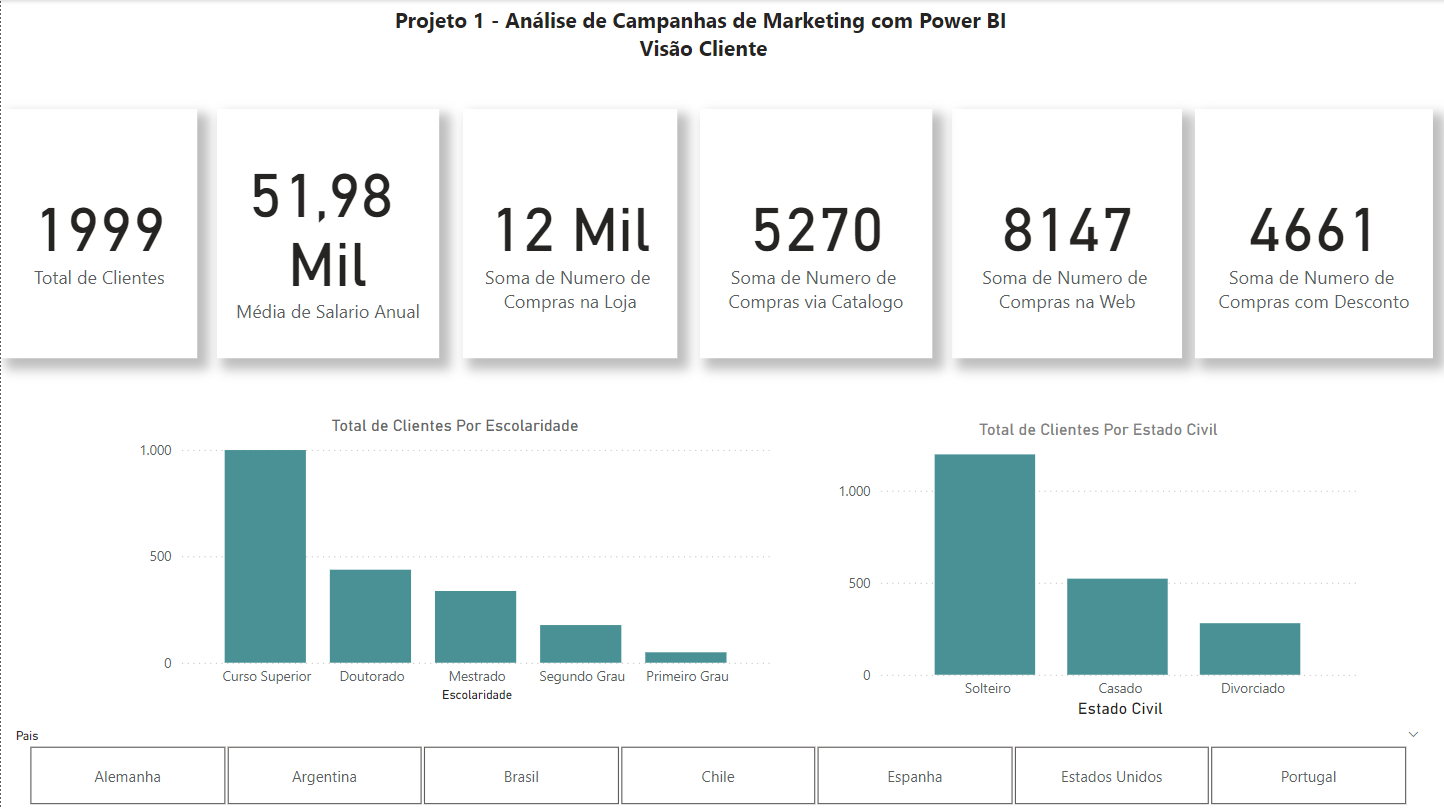 Projeto 1 - Análise de Campanhas de Marketing com Power BI
Visão Cliente
1999
Total de Clientes
51,98
Mil
Média de Salario Anual
12 Mil
Soma de Numero de
Compras na Loja
5270
Soma de Numero de
Compras via Catalogo
8147
Soma de Numero de
Compras na Web
4661
Soma de Numero de
Compras com Desconto
Total de Clientes Por Escolaridade
1.000
500
0
Curso Superior
Doutorado
Mestrado
Segundo Grau
Primeiro Grau
Escolaridade
Total de Clientes Por Estado Civil
1.000
500
0
Solteiro
Casado
Divorciado
Estado Civil
Pais
Alemanha
Argentina
Brasil
Chile
Espanha
Estados Unidos
Portugal